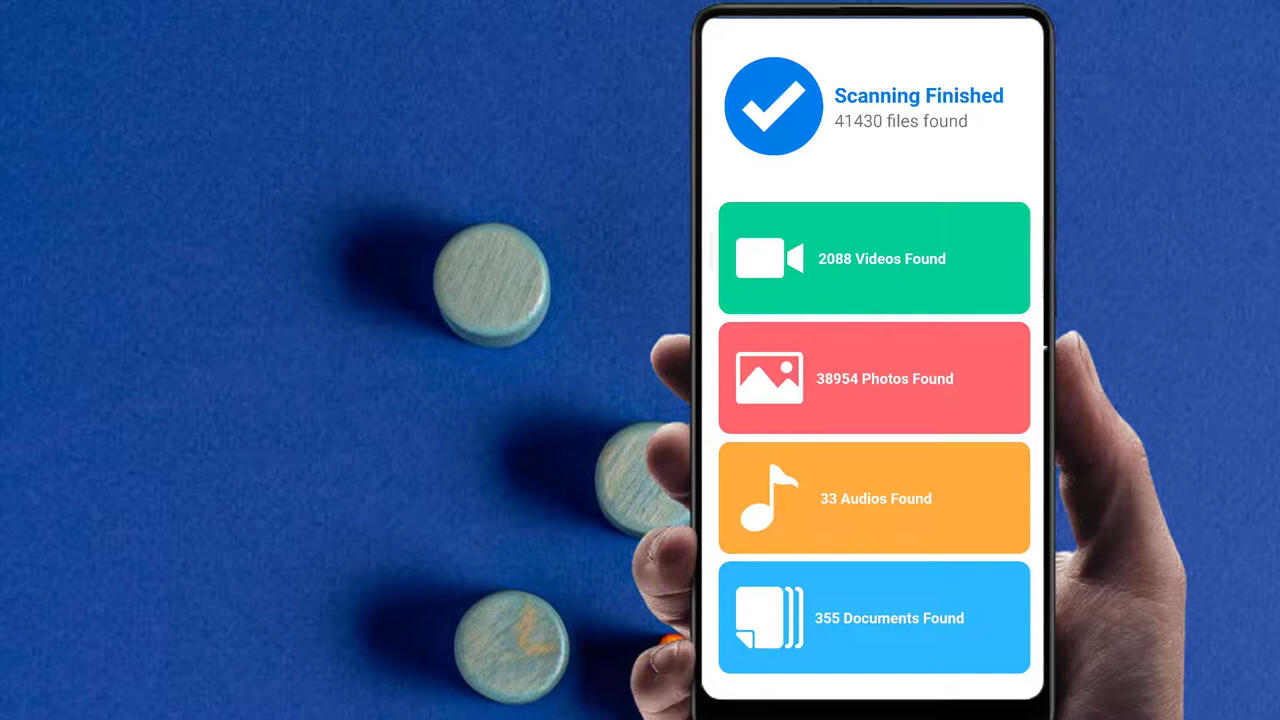 Scanning Finished
41430 files found
2088 Videos Found
38954 Photos Found
33 Audios Found
355 Documents Found